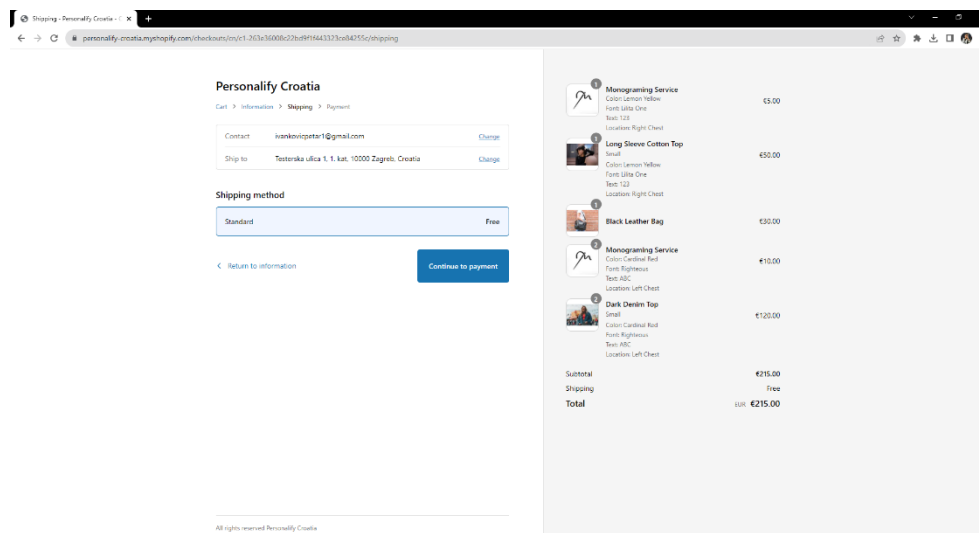 Shipping - Personalify Croatia - C
personalify-croatia.myshopify.com/checkouts/cn/c1-263e36008c22bd9f1f443323ce84255c/shipping
Personalify Croatia
Cart > Information > Shipping > Payment
Contact ivankovicpetar1@gmail.com Change
Ship to Testerska ulica 1, 1. kat, 10000 Zagreb, Croatia Change
Shipping method
Standard Free
Return to information
Continue to payment
All rights reserved Personalify Croatia
1
Monograming Service
Color: Lemon Yellow
Font: Lilita One
Text: 123
Location: Right Chest
€5.00
1
Long Sleeve Cotton Top
Small
Color: Lemon Yellow
Font: Lilita One
Text: 123
Location: Right Chest
€50.00
1
Black Leather Bag
€30.00
2
Monograming Service
Color: Cardinal Red
Font: Righteous
Text: ABC
Location: Left Chest
€10.00
2
Dark Denim Top
Small
Color: Cardinal Red
Font: Righteous
Text: ABC
Location: Left Chest
€120.00
Subtotal €215.00
Shipping Free
Total EUR €215.00